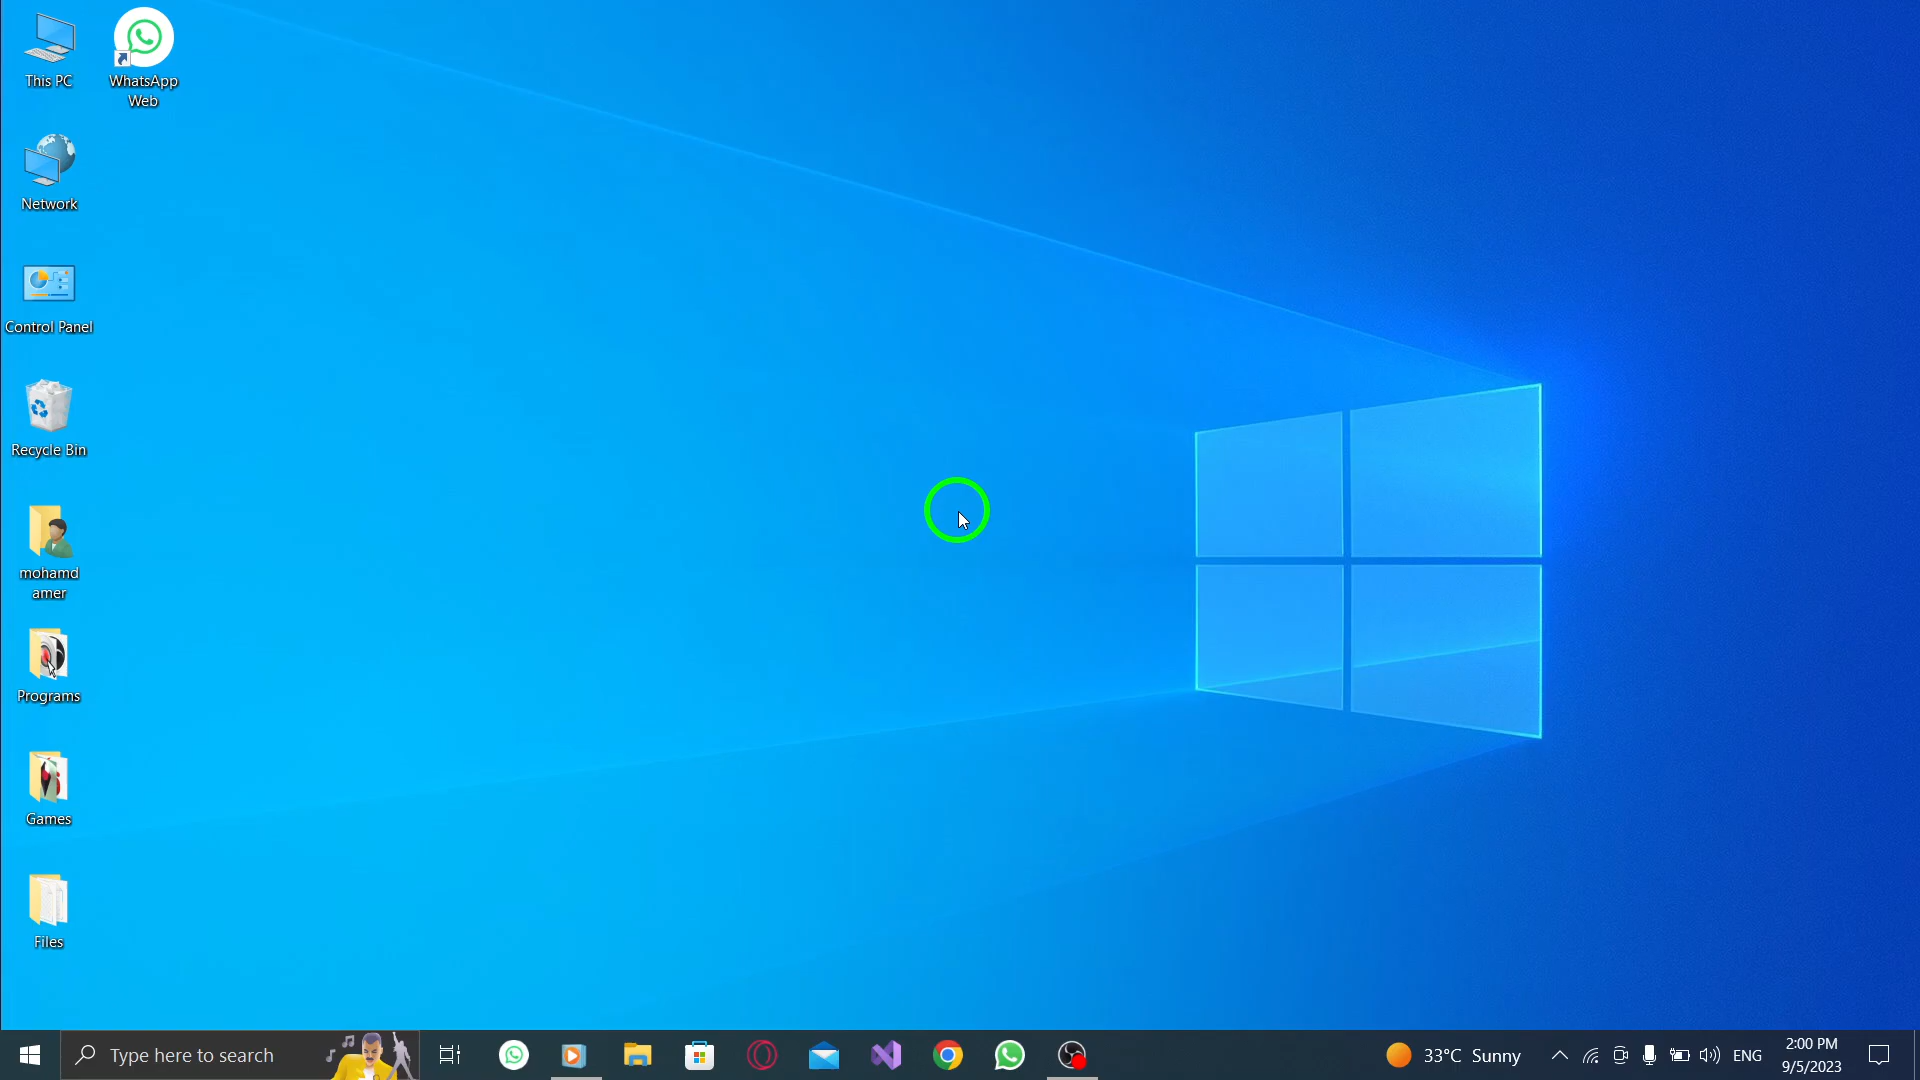 This PC
WhatsApp
Web
Network
Control Panel
Recycle Bin
mohamd
amer
Programs
Games
Files
Type here to search
33°C Sunny
ENG
2:00 PM
9/5/2023